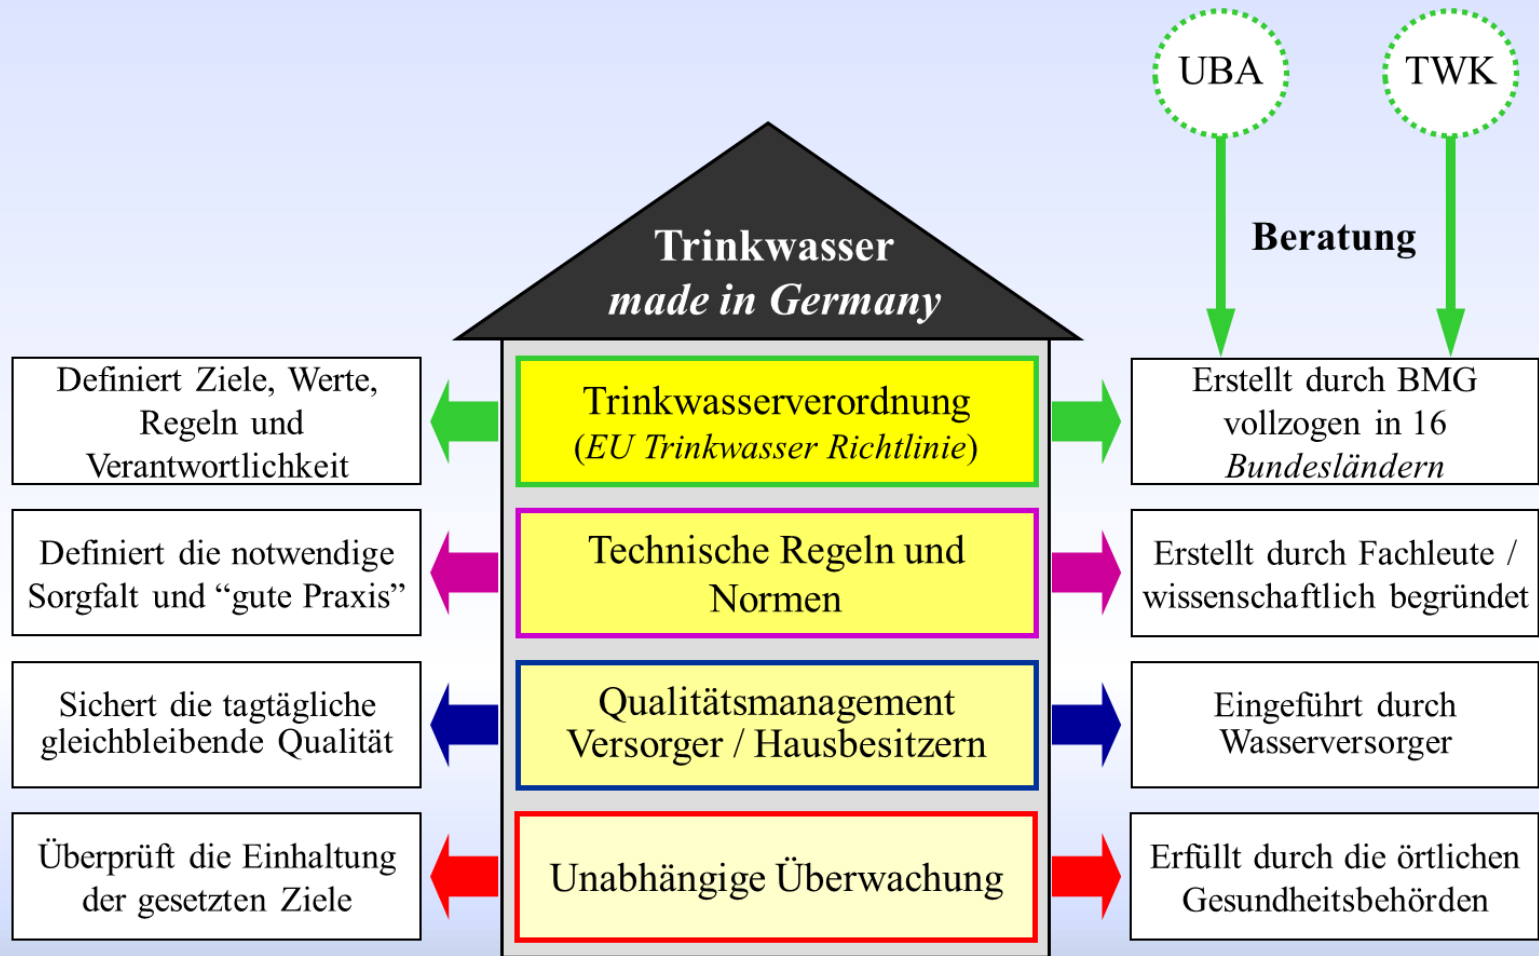 UBA
TWK
Beratung
Trinkwasser
made in Germany
Definiert Ziele, Werte,
Regeln und
Verantwortlichkeit
Trinkwasserverordnung
(EU Trinkwasser Richtlinie)
Erstellt durch BMG
vollzogen in 16
Bundesländern
Definiert die notwendige
Sorgfalt und “gute Praxis”
Technische Regeln und
Normen
Erstellt durch Fachleute /
wissenschaftlich begründet
Sichert die tagtägliche
gleichbleibende Qualität
Qualitätsmanagement
Versorger / Hausbesitzern
Eingeführt durch
Wasserversorger
Überprüft die Einhaltung
der gesetzten Ziele
Unabhängige Überwachung
Erfüllt durch die örtlichen
Gesundheitsbehörden